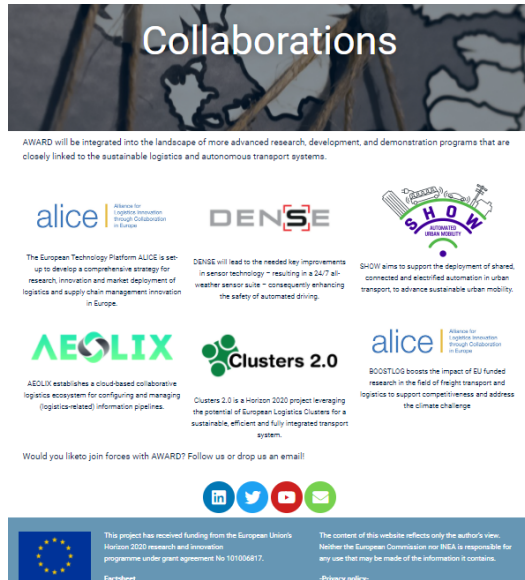 Collaborations
AWARD will be integrated into the landscape of more advanced research, development, and demonstration programs that are
closely linked to the sustainable logistics and autonomous transport systems.
alice
Alliance for
Logistics Innovation
through Collaboration
in Europe
The European Technology Platform ALICE is set-
up to develop a comprehensive strategy for
research, innovation and market deployment of
logistics and supply chain management innovation
in Europe.
DENSE
DENSE will lead to the needed key improvements
in sensor technology – resulting in a 24/7 all-
weather sensor suite – consequently enhancing
the safety of automated driving.
SHOW
AUTOMATED
URBAN MOBILITY
SHOW aims to support the deployment of shared,
connected and electrified automation in urban
transport, to advance sustainable urban mobility.
AEOLIX
AEOLIX establishes a cloud-based collaborative
logistics ecosystem for configuring and managing
(logistics-related) information pipelines.
Clusters 2.0
Clusters 2.0 is a Horizon 2020 project leveraging
the potential of European Logistics Clusters for a
sustainable, efficient and fully integrated transport
system.
alice
Alliance for
Logistics Innovation
through Collaboration
in Europe
BOOSTLOG boosts the impact of EU funded
research in the field of freight transport and
logistics to support competitiveness and address
the climate challenge
Would you liketo join forces with AWARD? Follow us or drop us an email!
in
This project has received funding from the European Union's
Horizon 2020 research and innovation
programme under grant agreement No 101006817.
Factsheet
The content of this website reflects only the author's view.
Neither the European Commission nor INEA is responsible for
any use that may be made of the information it contains.
-Privacy policy-